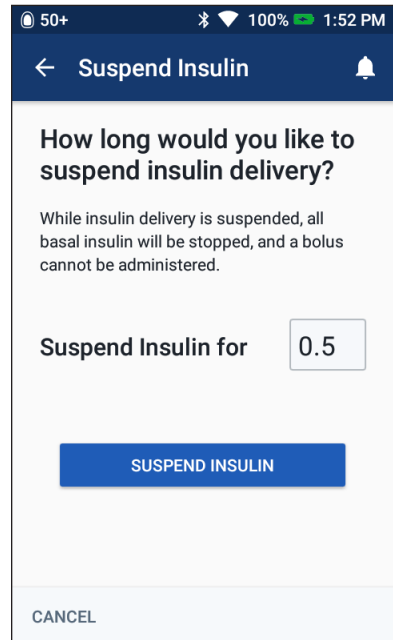 50+ 100% 1:52 PM
Suspend Insulin
How long would you like to
suspend insulin delivery?
While insulin delivery is suspended, all
basal insulin will be stopped, and a bolus
cannot be administered.
Suspend Insulin for 0.5
SUSPEND INSULIN
CANCEL